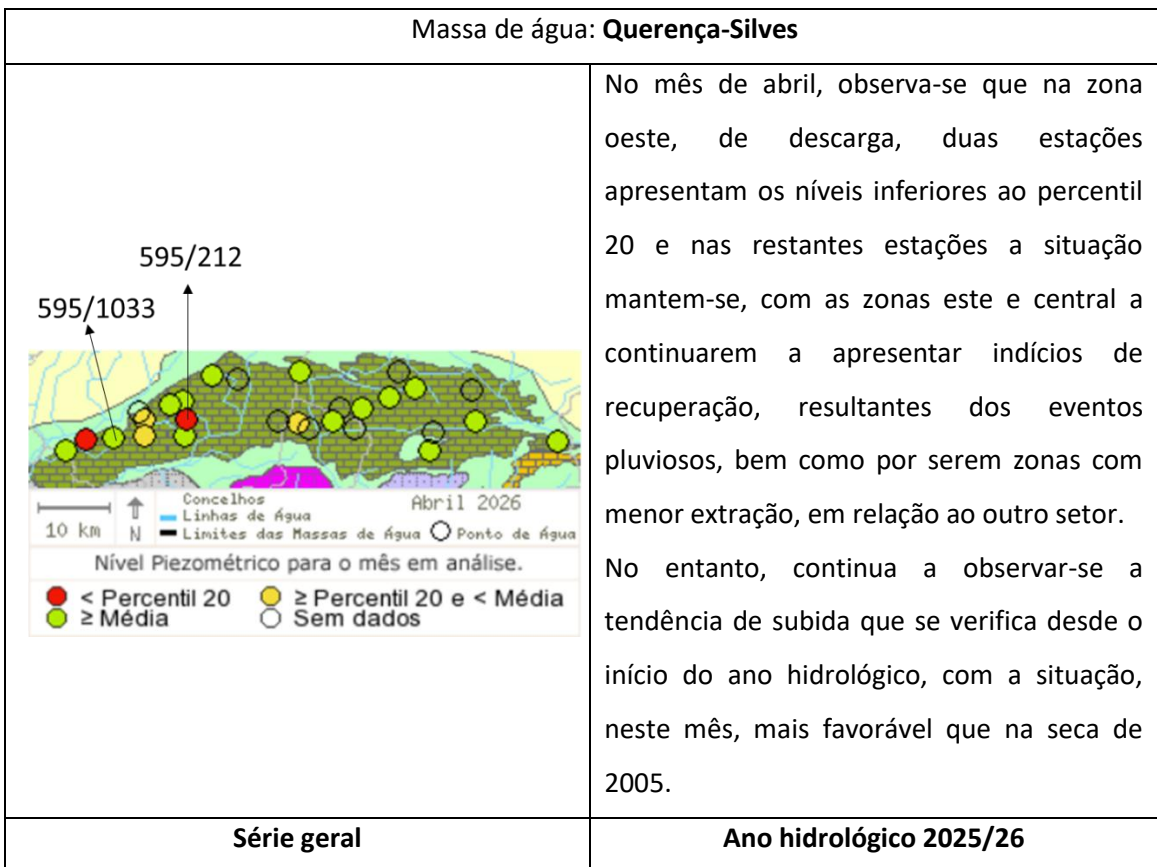 Massa de água: Querença-Silves
595/212
595/1033
10 km
N
Concelhos
Linhas de Água
Limites das Massas de Água
Abril 2026
Ponto de Água
Nível Piezométrico para o mês em análise.
< Percentil 20
≥ Percentil 20 e < Média
≥ Média
Sem dados
No mês de abril, observa-se que na zona
oeste, de descarga, duas estações
apresentam os níveis inferiores ao percentil
20 e nas restantes estações a situação
mantem-se, com as zonas este e central a
continuarem a apresentar indícios de
recuperação, resultantes dos eventos
pluviosos, bem como por serem zonas com
menor extração, em relação ao outro setor.
No entanto, continua a observar-se a
tendência de subida que se verifica desde o
início do ano hidrológico, com a situação,
neste mês, mais favorável que na seca de
2005.
Série geral
Ano hidrológico 2025/26